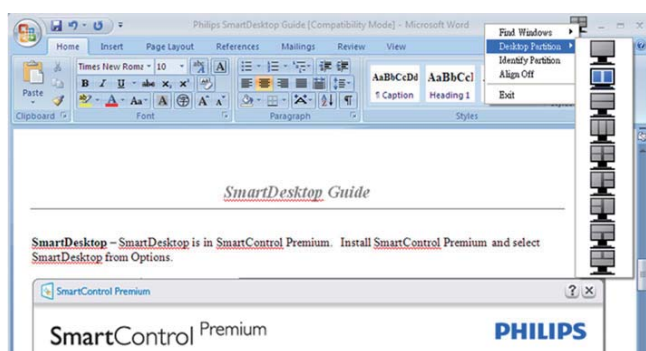 Philips SmartDesktop Guide [Compatibility Mode] - Microsoft Word
Home Insert Page Layout References Mailings Review View
Find Windows
Desktop Partition
Identify Partition
Align Off
Exit
Times New Roma 10
Paste
AaBbCcDd AaBbCcl
¶ Caption Heading 1
Clipboard Font Paragraph Styles
SmartDesktop Guide
SmartDesktop – SmartDesktop is in SmartControl Premium. Install SmartControl Premium and select
SmartDesktop from Options.
SmartControl Premium
SmartControl Premium PHILIPS